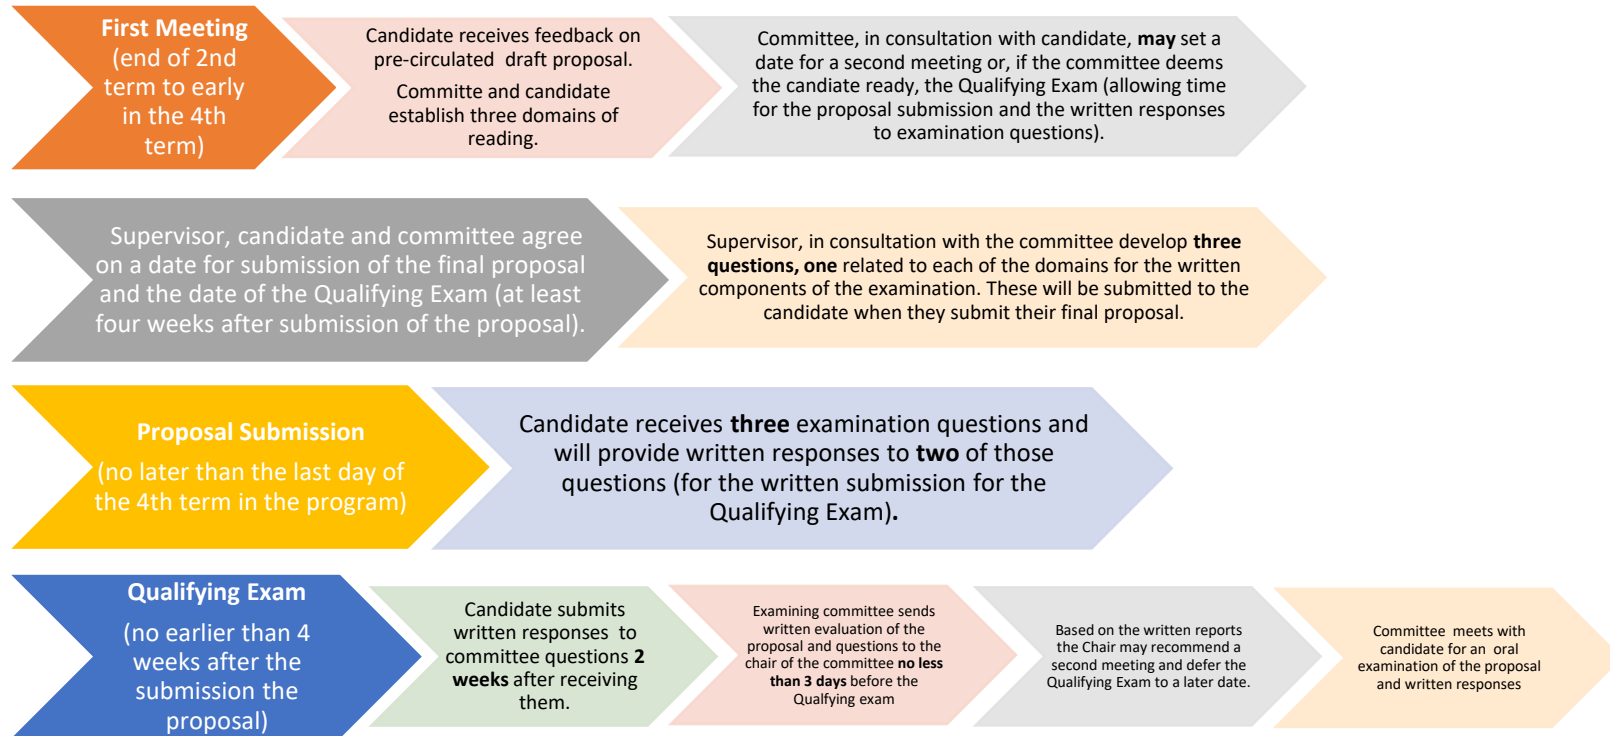 First Meeting
(end of 2nd
term to early
in the 4th
term)
Candidate receives feedback on
pre-circulated draft proposal.
Committe and candidate
establish three domains of
reading.
Committee, in consultation with candidate, may set a
date for a second meeting or, if the committee deems
the candiate ready, the Qualifying Exam (allowing time
for the proposal submission and the written responses
to examination questions).
Supervisor, candidate and committee agree
on a date for submission of the final proposal
and the date of the Qualifying Exam (at least
four weeks after submission of the proposal).
Supervisor, in consultation with the committee develop three
questions, one related to each of the domains for the written
components of the examination. These will be submitted to the
candidate when they submit their final proposal.
Proposal Submission
(no later than the last day of
the 4th term in the program)
Candidate receives three examination questions and
will provide written responses to two of those
questions (for the written submission for the
Qualifying Exam).
Qualifying Exam
(no earlier than 4
weeks after the
submission the
proposal)
Candidate submits
written responses to
committee questions 2
weeks after receiving
them.
Examining committee sends
written evaluation of the
proposal and questions to the
chair of the committee no less
than 3 days before the
Qualfying exam
Based on the written reports
the Chair may recommend a
second meeting and defer the
Qualifying Exam to a later date.
Committee meets with
candidate for an oral
examination of the proposal
and written responses